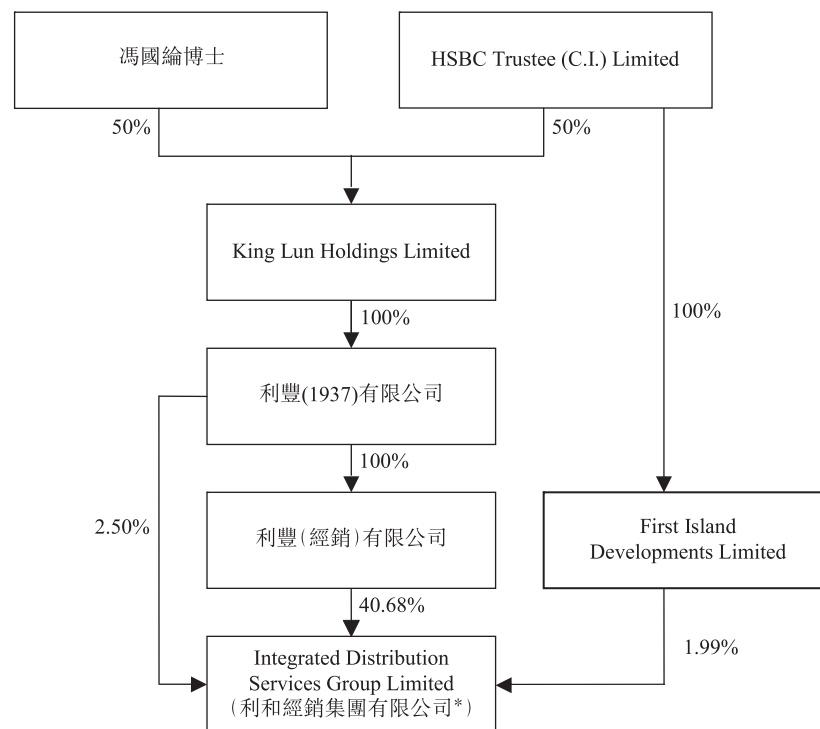 馮國綸博士
HSBC Trustee (C.I.) Limited
50%
50%
King Lun Holdings Limited
100%
100%
利豐(1937)有限公司
100%
2.50%
利豐(經銷)有限公司
First Island
Developments Limited
40.68%
1.99%
Integrated Distribution
Services Group Limited
(利和經銷集團有限公司*)